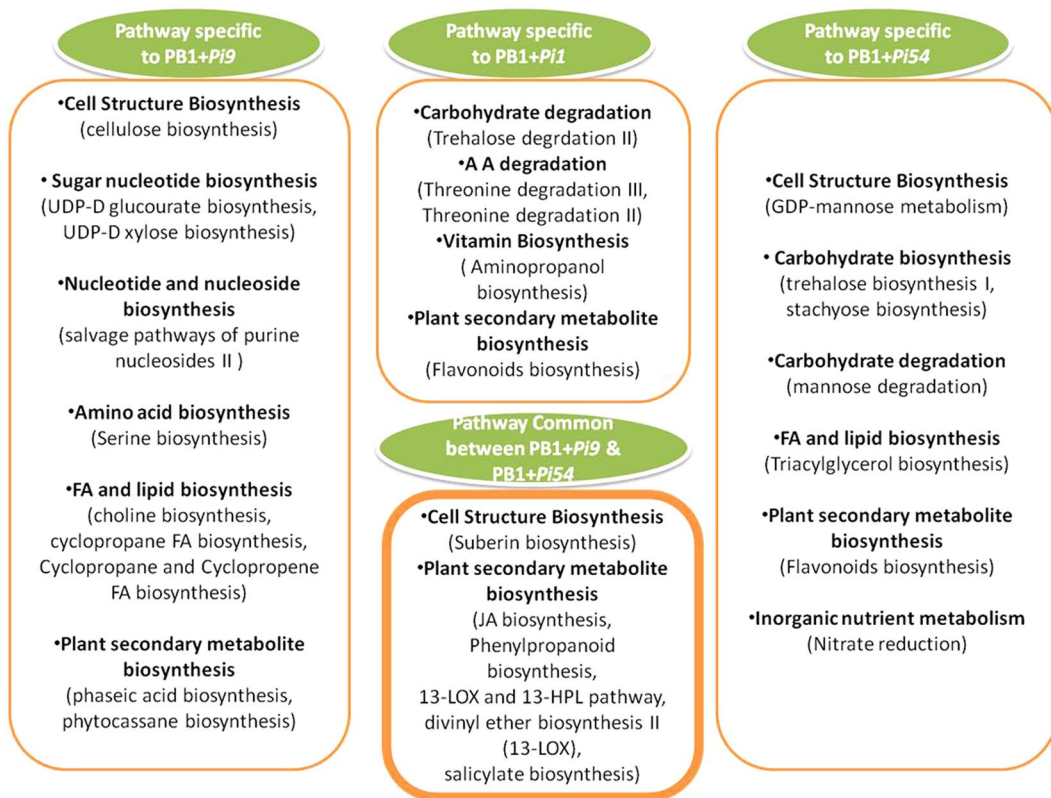 Pathway specific
to PB1+Pi9
•Cell Structure Biosynthesis
(cellulose biosynthesis)
• Sugar nucleotide biosynthesis
(UDP-D glucourate biosynthesis,
UDP-D xylose biosynthesis)
•Nucleotide and nucleoside
biosynthesis
(salvage pathways of purine
nucleosides II )
•Amino acid biosynthesis
(Serine biosynthesis)
•FA and lipid biosynthesis
(choline biosynthesis,
cyclopropane FA biosynthesis,
Cyclopropane and Cyclopropene
FA biosynthesis)
•Plant secondary metabolite
biosynthesis
(phaseic acid biosynthesis,
phytocassane biosynthesis)
Pathway specific
to PB1+Pi1
•Carbohydrate degradation
(Trehalose degrdation II)
•A A degradation
(Threonine degradation III,
Threonine degradation II)
•Vitamin Biosynthesis
( Aminopropanol
biosynthesis)
•Plant secondary metabolite
biosynthesis
(Flavonoids biosynthesis)
Pathway Common
between PB1+Pi9 &
PB1+Pi54
•Cell Structure Biosynthesis
(Suberin biosynthesis)
•Plant secondary metabolite
biosynthesis
(JA biosynthesis,
Phenylpropanoid
biosynthesis,
13-LOX and 13-HPL pathway,
divinyl ether biosynthesis II
(13-LOX),
salicylate biosynthesis)
Pathway specific
to PB1+Pi54
•Cell Structure Biosynthesis
(GDP-mannose metabolism)
• Carbohydrate biosynthesis
(trehalose biosynthesis I,
stachyose biosynthesis)
•Carbohydrate degradation
(mannose degradation)
•FA and lipid biosynthesis
(Triacylglycerol biosynthesis)
•Plant secondary metabolite
biosynthesis
(Flavonoids biosynthesis)
•Inorganic nutrient metabolism
(Nitrate reduction)